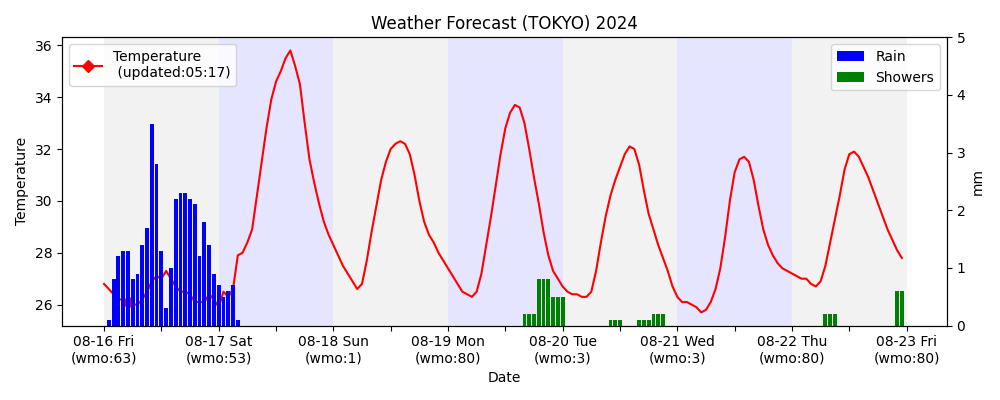 Weather Forecast (TOKYO) 2024
Temperature
(updated:05:17)
Rain
Showers
36
34
32
30
28
26
Temperature
5
4
3
2
1
0
mm
08-16 Fri
(wmo:63)
08-17 Sat
(wmo:53)
08-18 Sun
(wmo:1)
08-19 Mon
(wmo:80)
08-20 Tue
(wmo:3)
08-21 Wed
(wmo:3)
08-22 Thu
(wmo:80)
08-23 Fri
(wmo:80)
Date